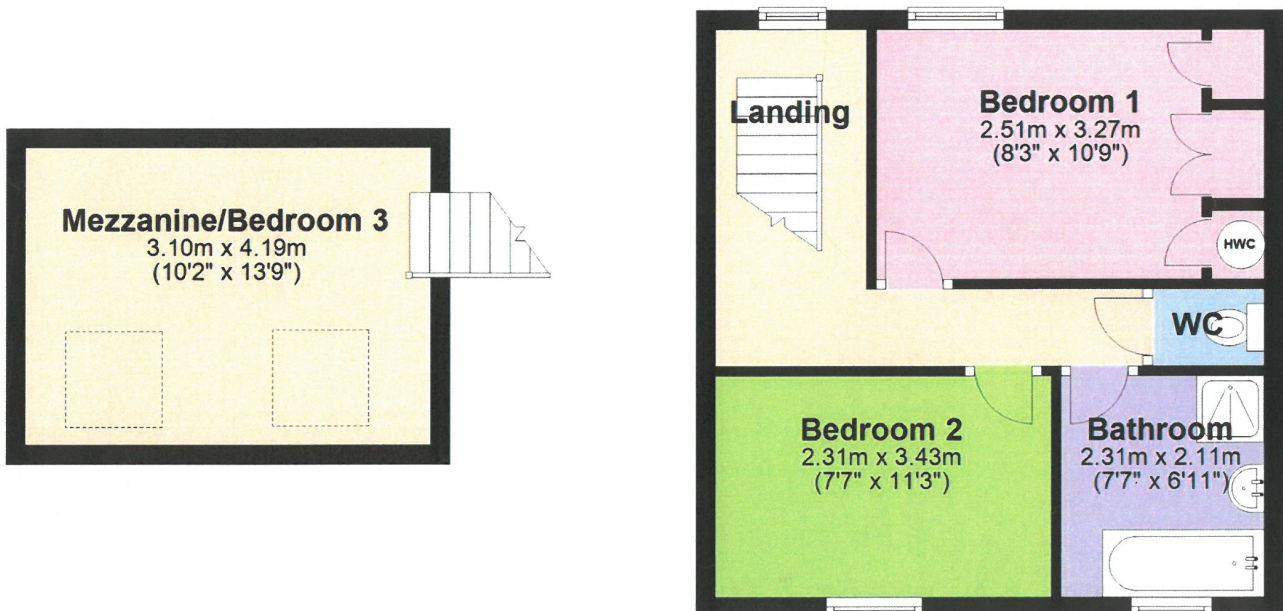 Mezzanine/Bedroom 3
3.10m x 4.19m
(10'2" x 13'9")
Landing
Bedroom 1
2.51m x 3.27m
(8'3" x 10'9")
HWC
WC
Bedroom 2
2.31m x 3.43m
(7'7" x 11'3")
Bathroom
2.31m x 2.11m
(7'7" x 6'11")